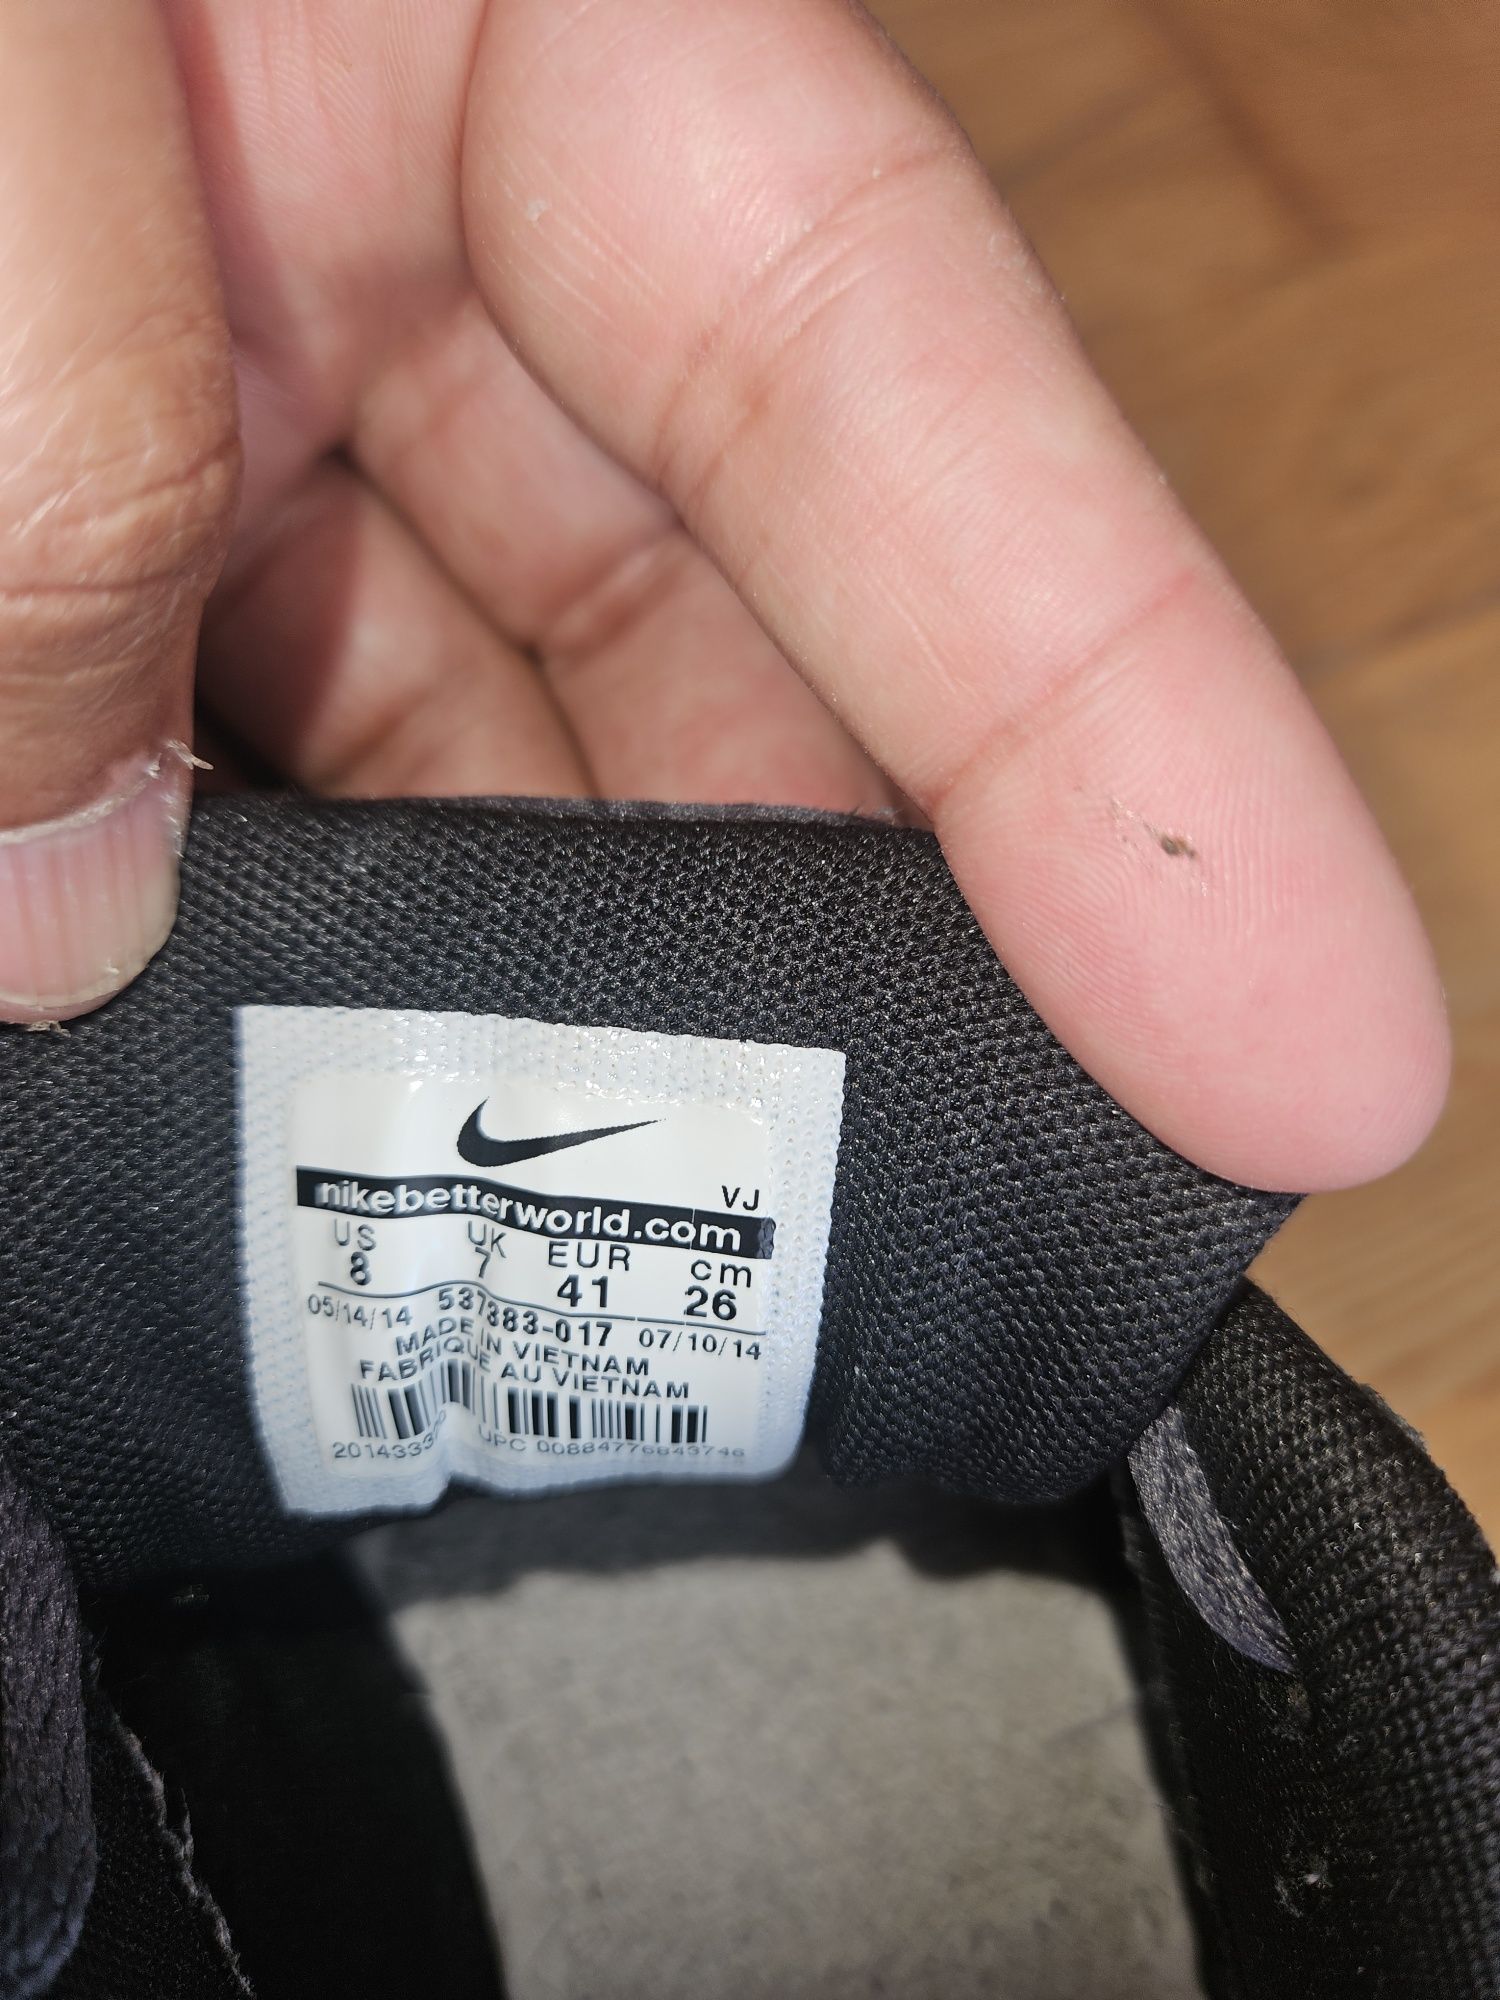 VJ
nikebetterworld.com
US UK EUR cm
8 7 41 26
05/14/14 537383-017 07/10/14
MADE IN VIETNAM
FABRIQUE AU VIETNAM
UPC 00884776843746